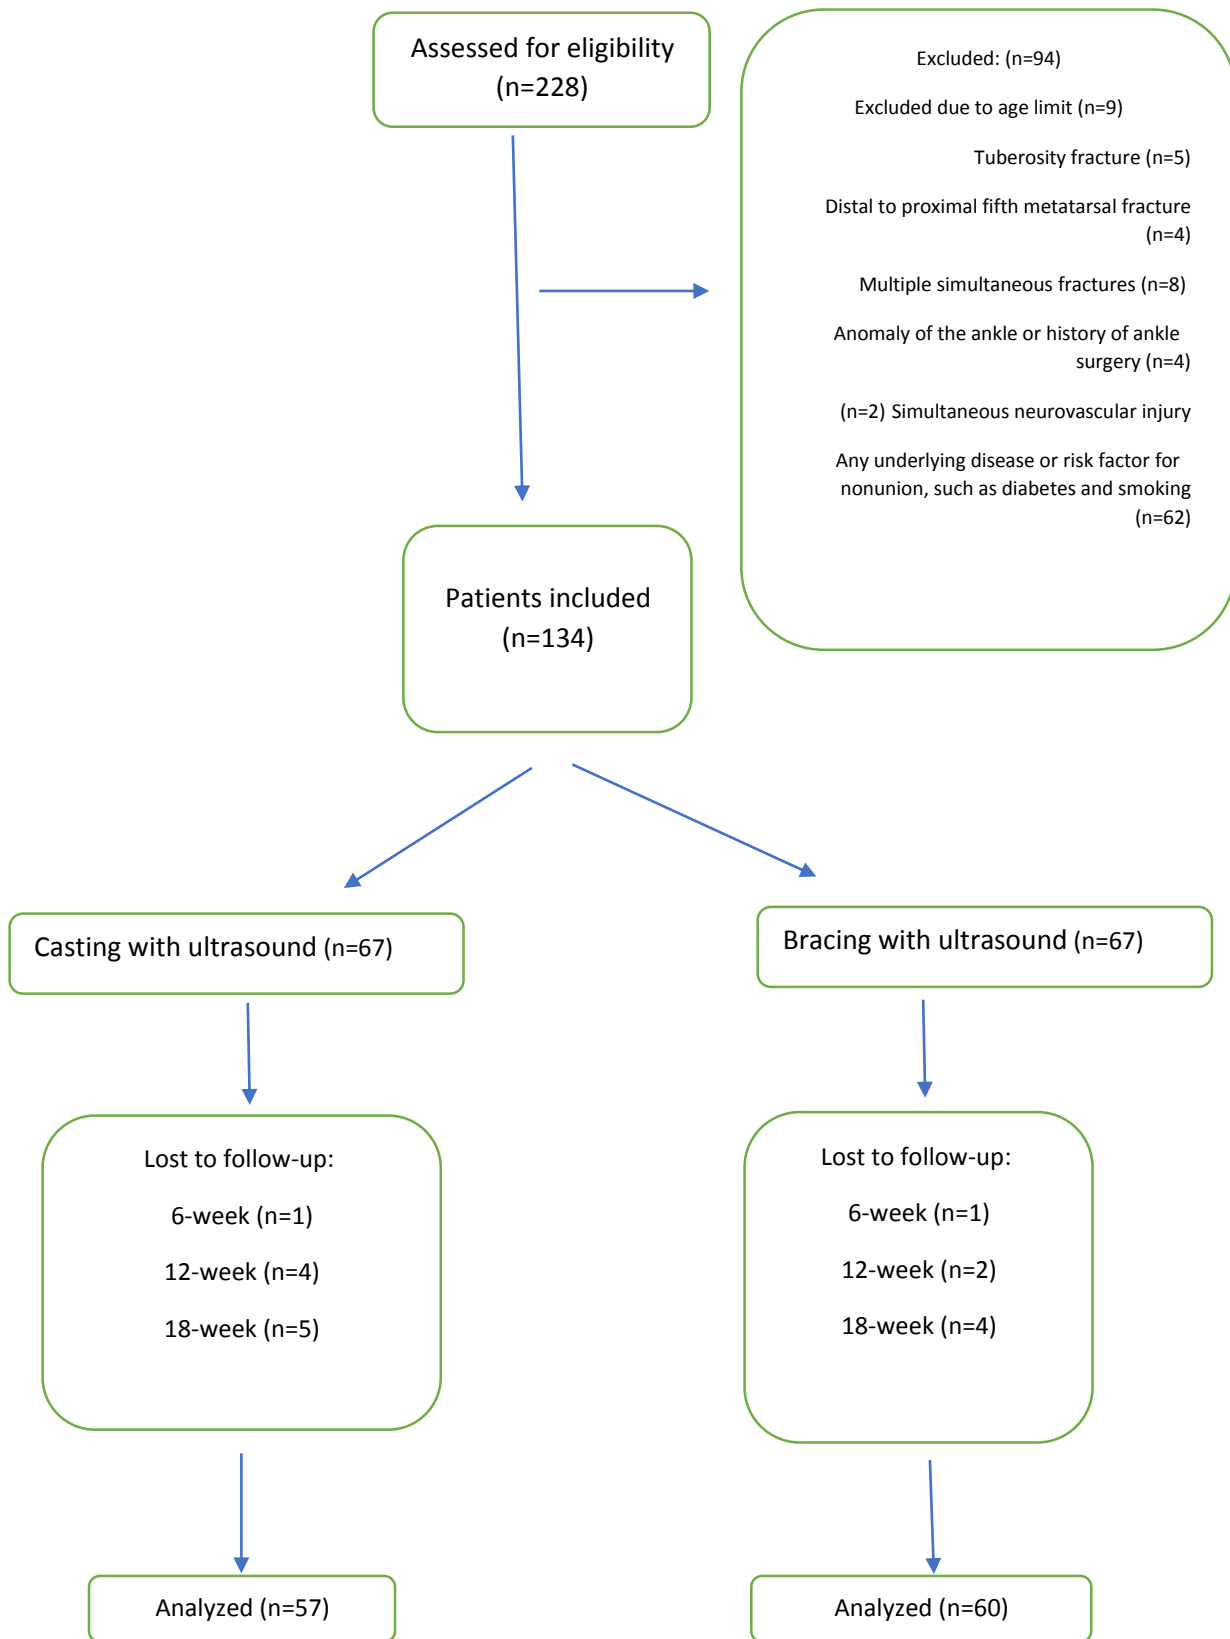 Assessed for eligibility
(n=228)
Excluded: (n=94)
Excluded due to age limit (n=9)
Tuberosity fracture (n=5)
Distal to proximal fifth metatarsal fracture
(n=4)
Multiple simultaneous fractures (n=8)
Anomaly of the ankle or history of ankle
surgery (n=4)
(n=2) Simultaneous neurovascular injury
Any underlying disease or risk factor for
nonunion, such as diabetes and smoking
(n=62)
Patients included
(n=134)
Casting with ultrasound (n=67)
Bracing with ultrasound (n=67)
Lost to follow-up:
6-week (n=1)
12-week (n=4)
18-week (n=5)
Lost to follow-up:
6-week (n=1)
12-week (n=2)
18-week (n=4)
Analyzed (n=57)
Analyzed (n=60)